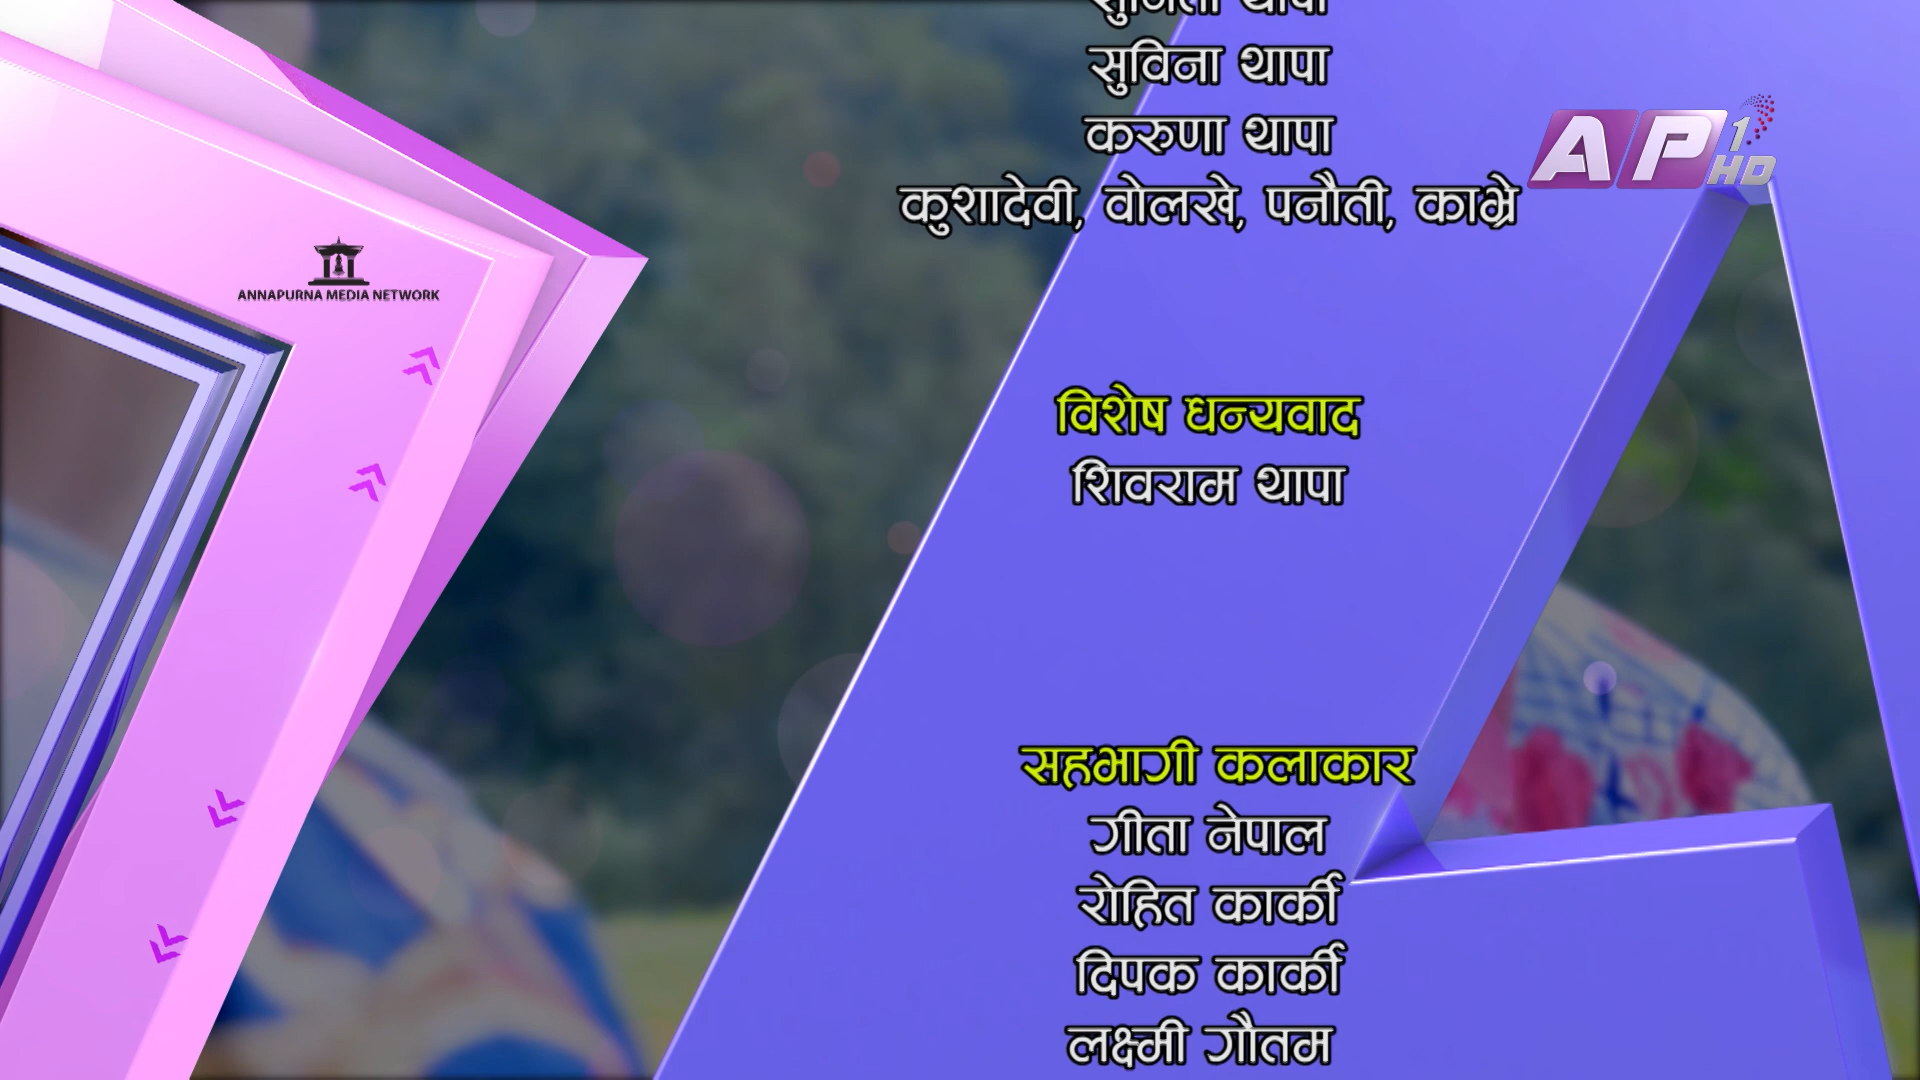 सुविना थापा
करुणा थापा
कुशादेवी, वोलखे, पनौती, काभ्रे
AP1 HD
ANNAPURNA MEDIA NETWORK
विशेष धन्यवाद
शिवराम थापा
सहभागी कलाकार
गीता नेपाल
रोहित कार्की
दिपक कार्की
लक्ष्मी गौतम